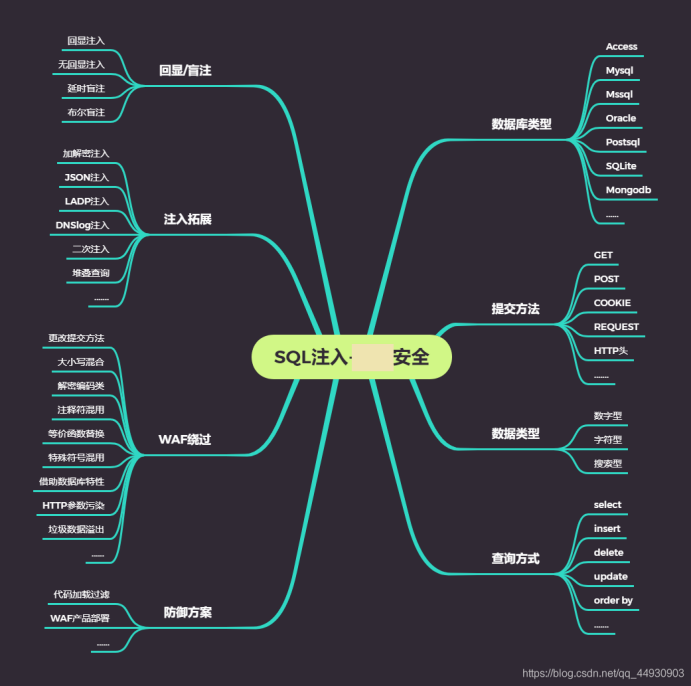 SQL注入-安全
回显/盲注
回显注入
无回显注入
延时盲注
布尔盲注
注入拓展
加解密注入
JSON注入
LADP注入
DNSlog注入
二次注入
堆叠查询
.......
WAF绕过
更改提交方法
大小写混合
解密编码类
注释符混用
等价函数替换
特殊符号混用
借助数据库特性
HTTP参数污染
垃圾数据溢出
......
防御方案
代码加载过滤
WAF产品部署
......
数据库类型
Access
Mysql
Mssql
Oracle
Postsql
SQLite
Mongodb
......
提交方法
GET
POST
COOKIE
REQUEST
HTTP头
.......
数据类型
数字型
字符型
搜索型
查询方式
select
insert
delete
update
order by
.......
https://blog.csdn.net/qq_44930903